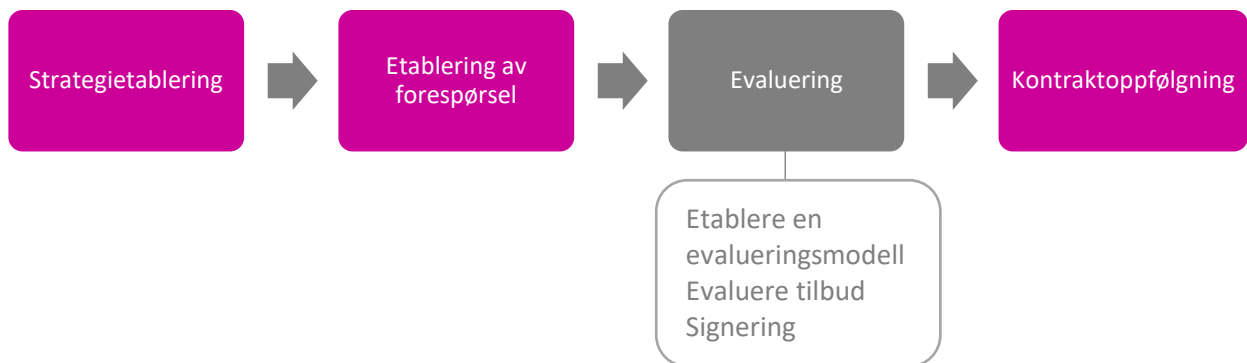 Strategietablering
Etablering av
forespørsel
Evaluering
Kontraktoppfølgning
Etablere en
evalueringsmodell
Evaluere tilbud
Signering